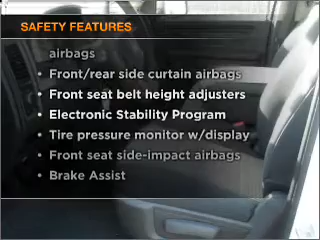 SAFETY FEATURES
airbags
• Front/rear side curtain airbags
• Front seat belt height adjusters
• Electronic Stability Program
• Tire pressure monitor w/display
• Front seat side-impact airbags
• Brake Assist